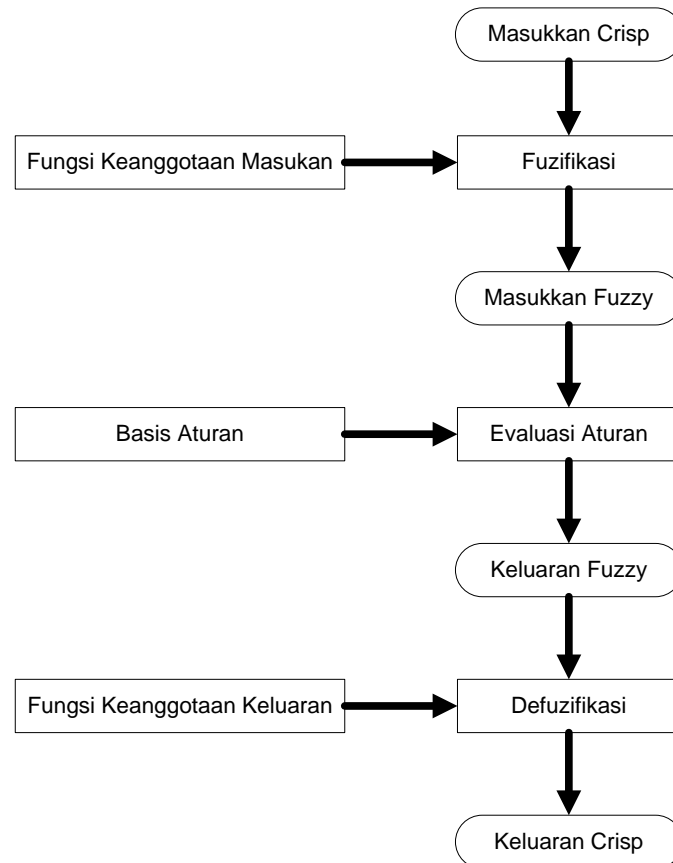 Masukkan Crisp
Fungsi Keanggotaan Masukan
Fuzifikasi
Masukkan Fuzzy
Basis Aturan
Evaluasi Aturan
Keluaran Fuzzy
Fungsi Keanggotaan Keluaran
Defuzifikasi
Keluaran Crisp